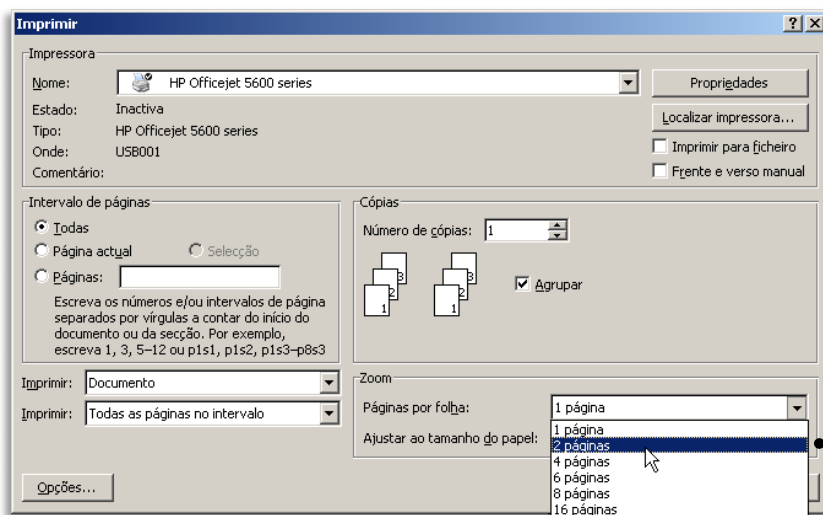 Imprimir
Impressora
Nome: HP Officejet 5600 series
Propriedades
Estado: Inactiva
Localizar impressora...
Tipo: HP Officejet 5600 series
Onde: USB001
Imprimir para ficheiro
Comentário:
Frente e verso manual
Intervalo de páginas
Todas
Página actual
Selecção
Páginas:
Escreva os números e/ou intervalos de página
separados por vírgulas a contar do início do
documento ou da secção. Por exemplo,
escreva 1, 3, 5–12 ou p1s1, p1s2, p1s3–p8s3
Cópias
Número de cópias: 1
3 3
2 2
1 1
Agrupar
Imprimir: Documento
Imprimir: Todas as páginas no intervalo
Zoom
Páginas por folha: 1 página
Ajustar ao tamanho do papel:
1 página
2 páginas
4 páginas
6 páginas
8 páginas
16 páginas
Opções...